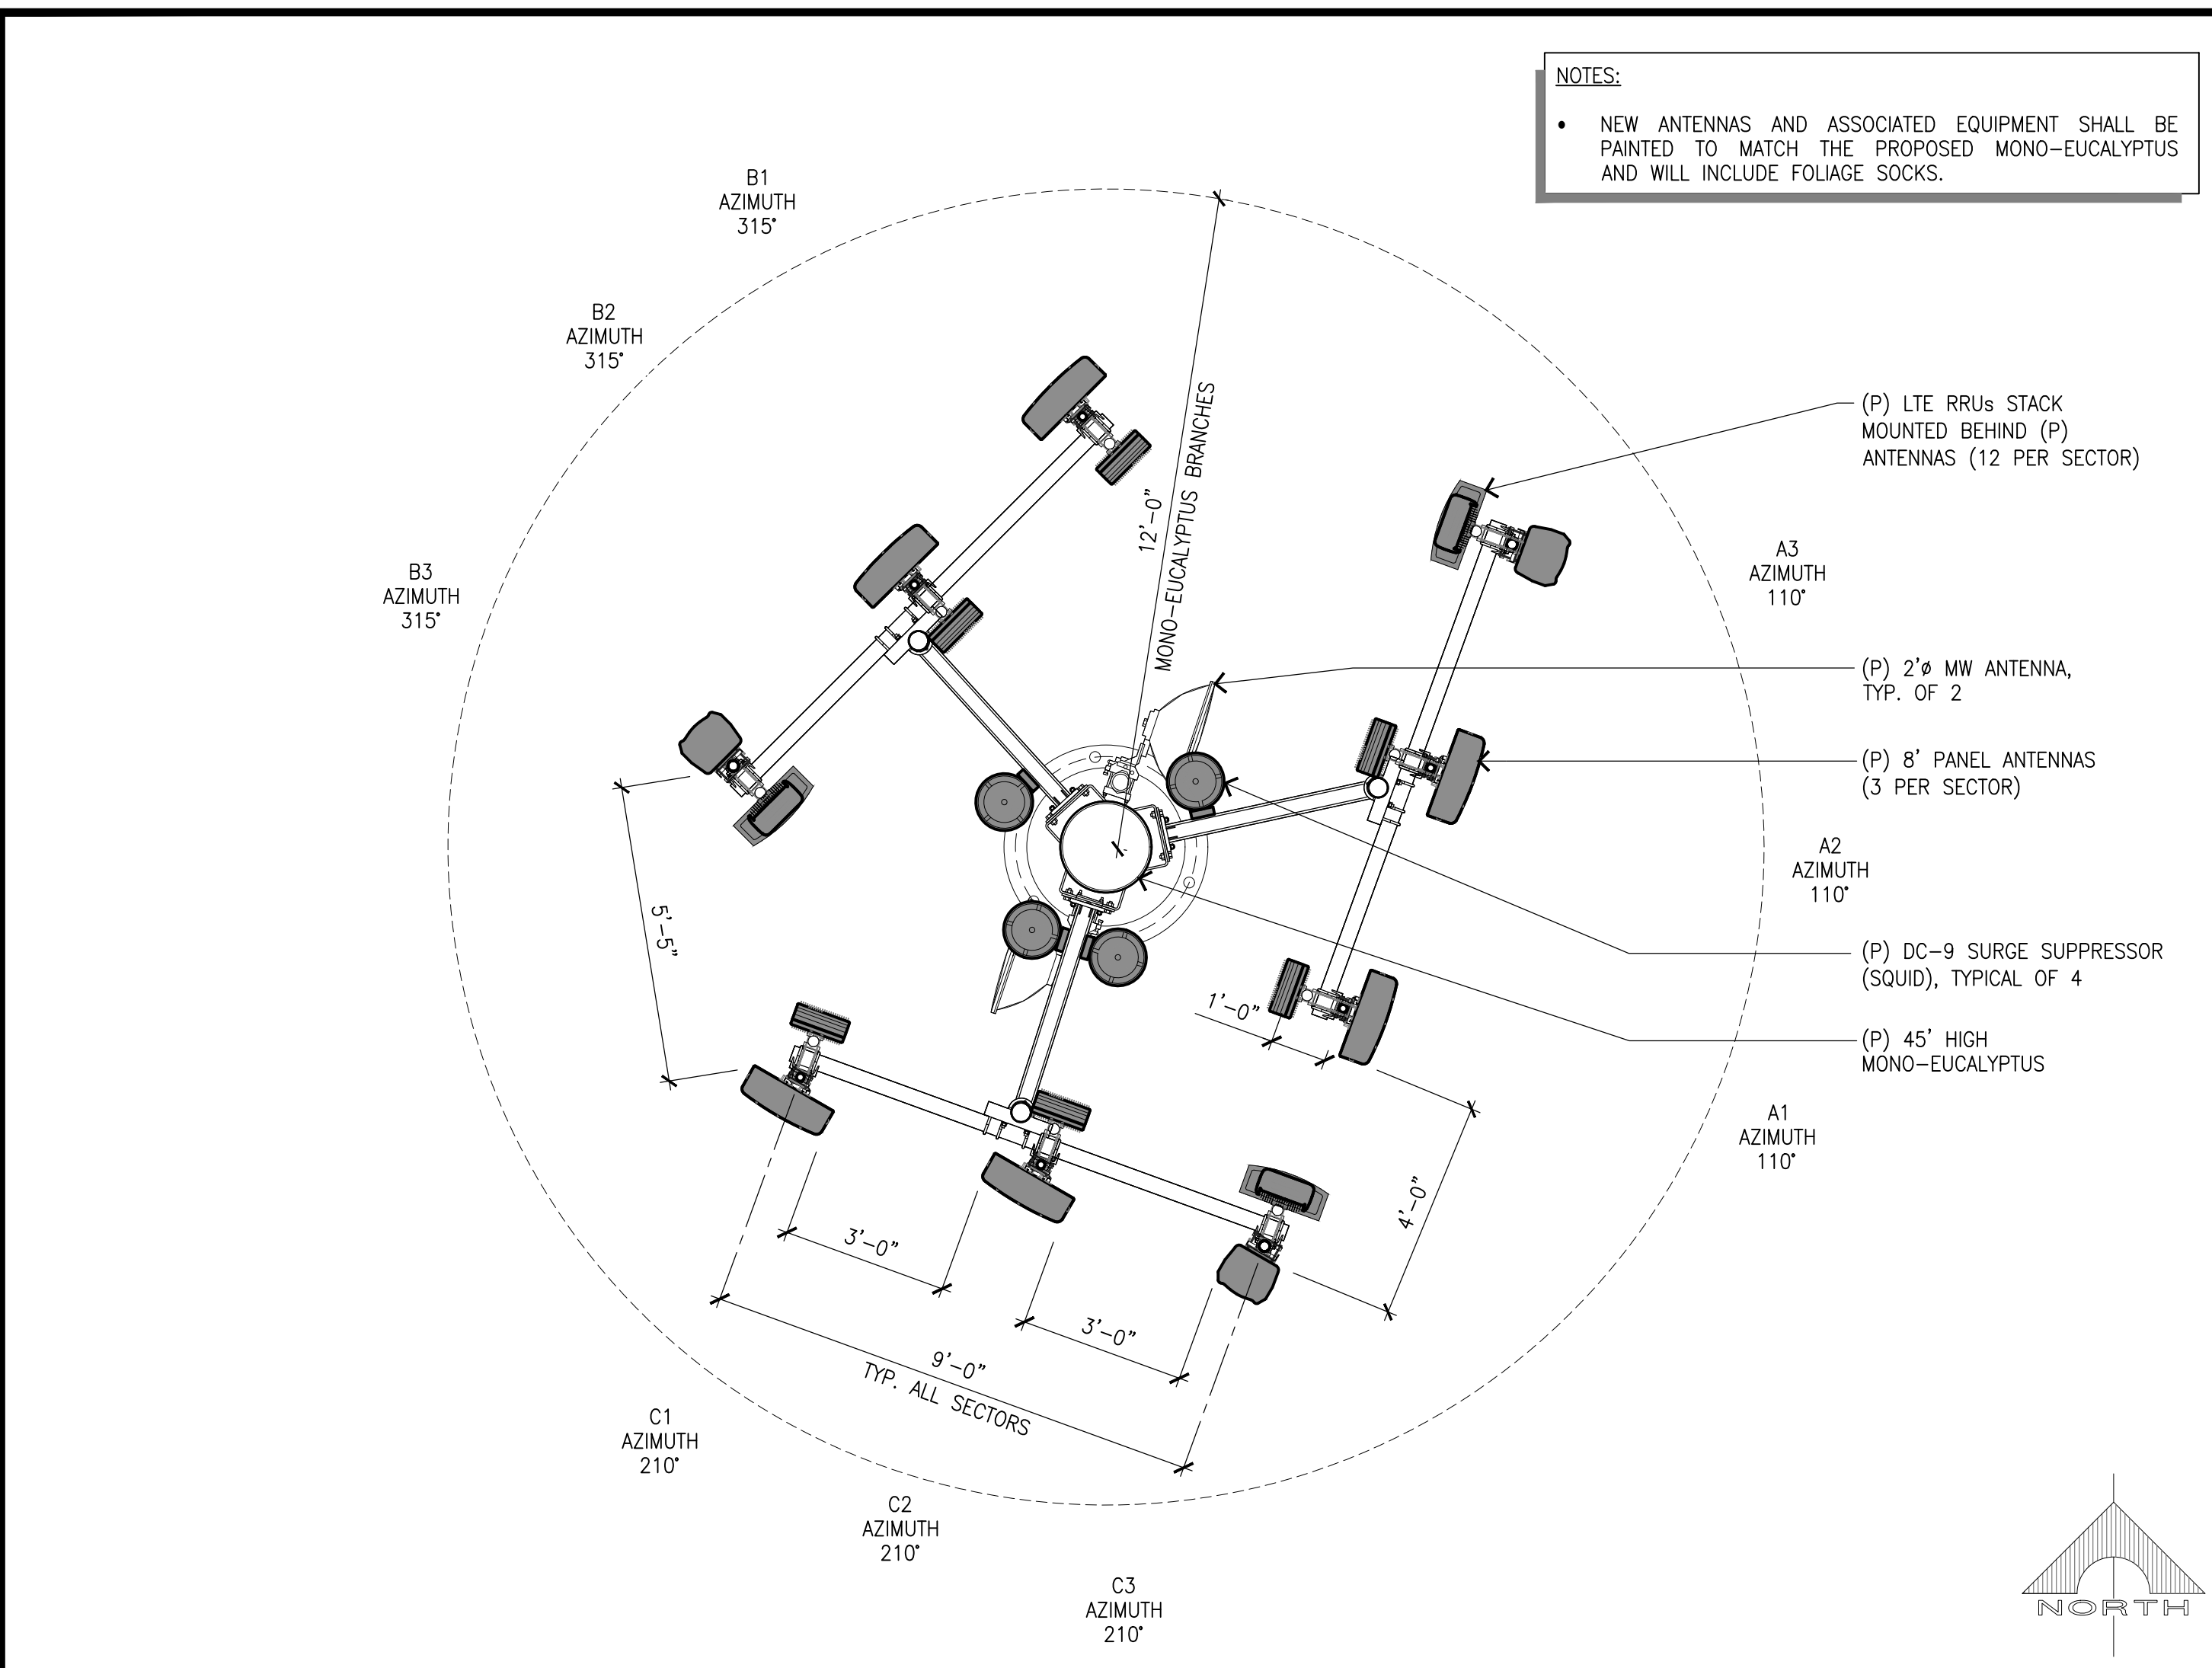 NOTES:
• NEW ANTENNAS AND ASSOCIATED EQUIPMENT SHALL BE
PAINTED TO MATCH THE PROPOSED MONO-EUCALYPTUS
AND WILL INCLUDE FOLIAGE SOCKS.
B1
AZIMUTH
315°
B2
AZIMUTH
315°
B3
AZIMUTH
315°
12'-0"
MONO-EUCALYPTUS BRANCHES
(P) LTE RRUs STACK
MOUNTED BEHIND (P)
ANTENNAS (12 PER SECTOR)
A3
AZIMUTH
110°
(P) 2'ø MW ANTENNA,
TYP. OF 2
(P) 8' PANEL ANTENNAS
(3 PER SECTOR)
A2
AZIMUTH
110°
(P) DC-9 SURGE SUPPRESSOR
(SQUID), TYPICAL OF 4
(P) 45' HIGH
MONO-EUCALYPTUS
A1
AZIMUTH
110°
5'-5"
1'-0"
4'-0"
3'-0"
3'-0"
9'-0"
TYP. ALL SECTORS
C1
AZIMUTH
210°
C2
AZIMUTH
210°
C3
AZIMUTH
210°
NORTH